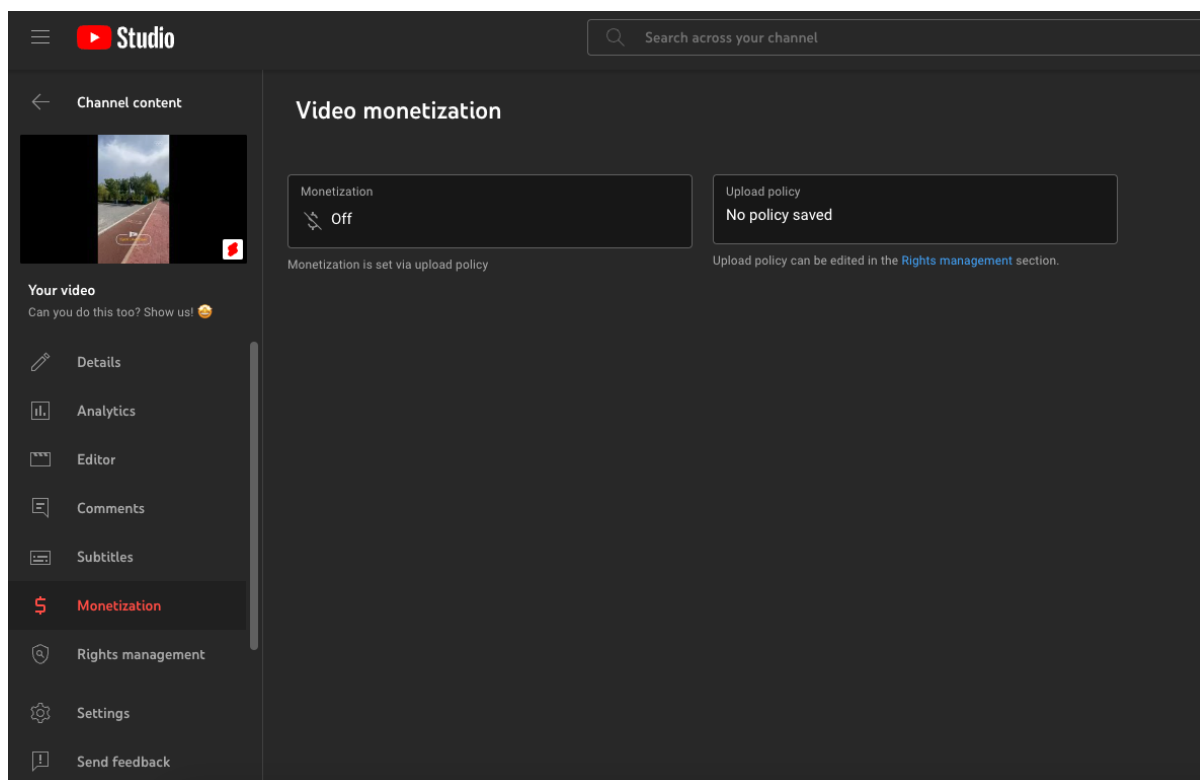 Studio
Search across your channel
Channel content
Video monetization
Monetization
Off
Monetization is set via upload policy
Upload policy
No policy saved
Upload policy can be edited in the Rights management section.
Your video
Can you do this too? Show us! 🤩
Details
Analytics
Editor
Comments
Subtitles
Monetization
Rights management
Settings
Send feedback